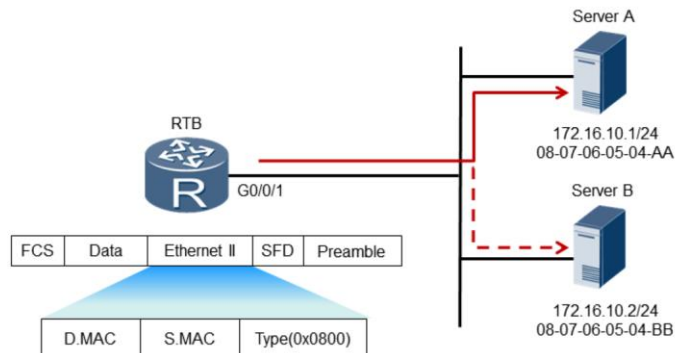 Server A
172.16.10.1/24
08-07-06-05-04-AA
RTB
R
G0/0/1
Server B
172.16.10.2/24
08-07-06-05-04-BB
FCS Data Ethernet II SFD Preamble
D.MAC S.MAC Type(0x0800)